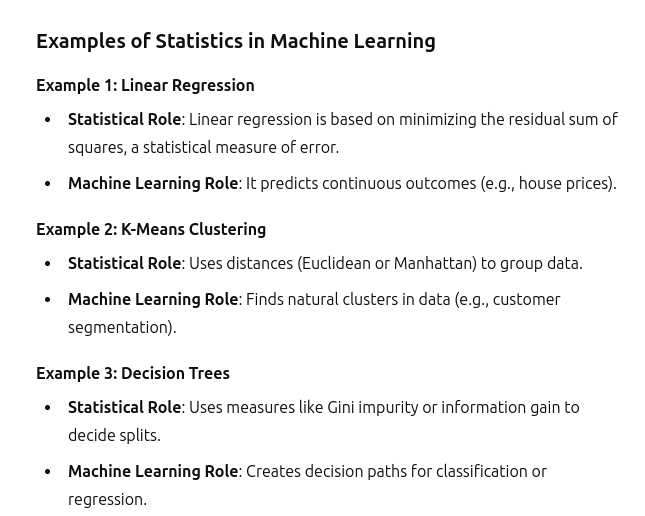 Examples of Statistics in Machine Learning
Example 1: Linear Regression
• Statistical Role: Linear regression is based on minimizing the residual sum of
squares, a statistical measure of error.
• Machine Learning Role: It predicts continuous outcomes (e.g., house prices).
Example 2: K-Means Clustering
• Statistical Role: Uses distances (Euclidean or Manhattan) to group data.
• Machine Learning Role: Finds natural clusters in data (e.g., customer
segmentation).
Example 3: Decision Trees
• Statistical Role: Uses measures like Gini impurity or information gain to
decide splits.
• Machine Learning Role: Creates decision paths for classification or
regression.